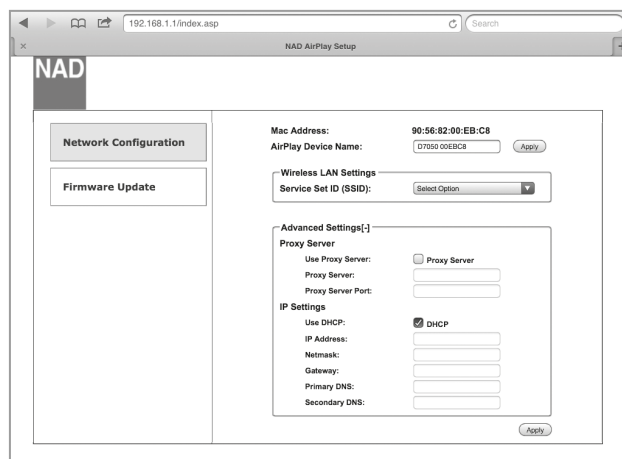 192.168.1.1/index.asp
Search
NAD AirPlay Setup
NAD
Network Configuration
Firmware Update
Mac Address: 90:56:82:00:EB:C8
AirPlay Device Name: D7050 00EBC8 Apply
Wireless LAN Settings
Service Set ID (SSID): Select Option
Advanced Settings[-]
Proxy Server
Use Proxy Server: Proxy Server
Proxy Server:
Proxy Server Port:
IP Settings
Use DHCP: DHCP
IP Address:
Netmask:
Gateway:
Primary DNS:
Secondary DNS:
Apply